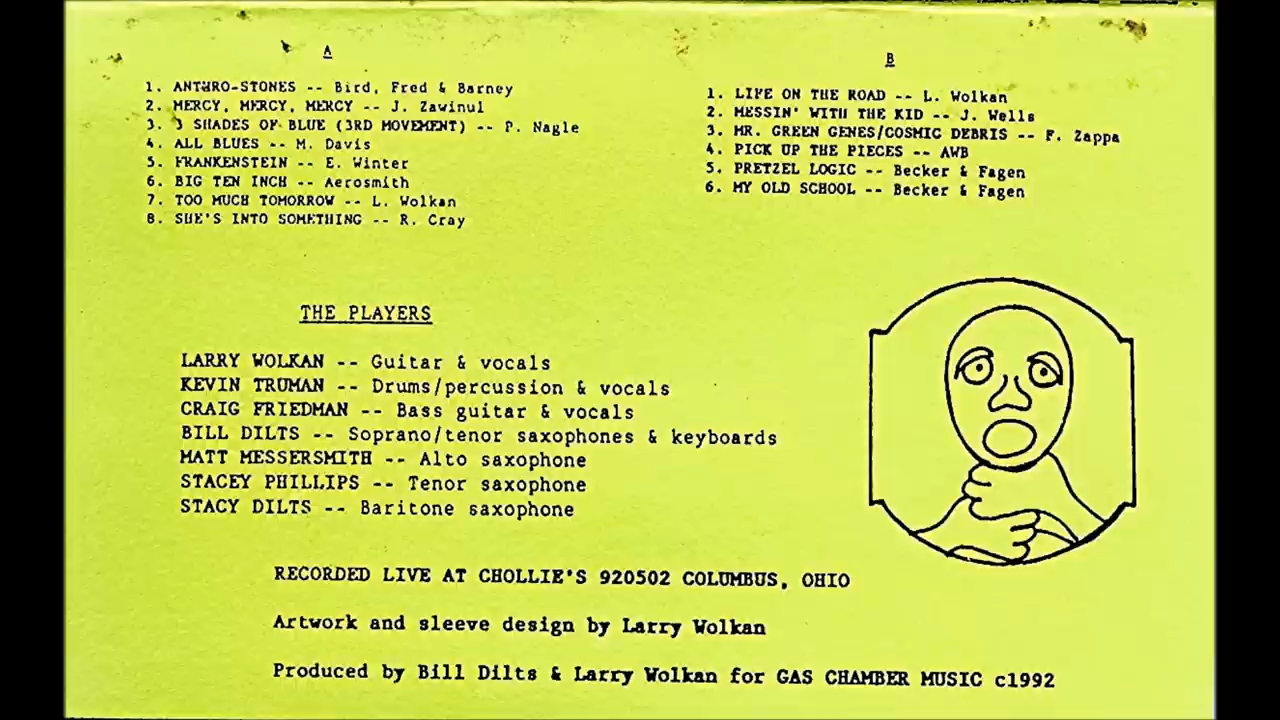 A
1. ANTHRO-STONES -- Bird, Fred & Barney
2. MERCY, MERCY, MERCY -- J. Zawinul
3. 3 SHADES OF BLUE (3RD MOVEMENT) -- P. Nagle
4. ALL BLUES -- M. Davis
5. FRANKENSTEIN -- E. Winter
6. BIG TEN INCH -- Aerosmith
7. TOO MUCH TOMORROW -- L. Wolkan
8. SHE'S INTO SOMETHING -- R. Cray
B
1. LIFE ON THE ROAD -- L. Wolkan
2. MESSIN' WITH THE KID -- J. Wells
3. MR. GREEN GENES/COSMIC DEBRIS -- F. Zappa
4. PICK UP THE PIECES -- AWB
5. PRETZEL LOGIC -- Becker & Fagen
6. MY OLD SCHOOL -- Becker & Fagen
THE PLAYERS
LARRY WOLKAN -- Guitar & vocals
KEVIN TRUMAN -- Drums/percussion & vocals
CRAIG FRIEDMAN -- Bass guitar & vocals
BILL DILTS -- Soprano/tenor saxophones & keyboards
MATT MESSERSMITH -- Alto saxophone
STACEY PHILLIPS -- Tenor saxophone
STACY DILTS -- Baritone saxophone
RECORDED LIVE AT CHOLLIE'S 920502 COLUMBUS, OHIO
Artwork and sleeve design by Larry Wolkan
Produced by Bill Dilts & Larry Wolkan for GAS CHAMBER MUSIC c1992